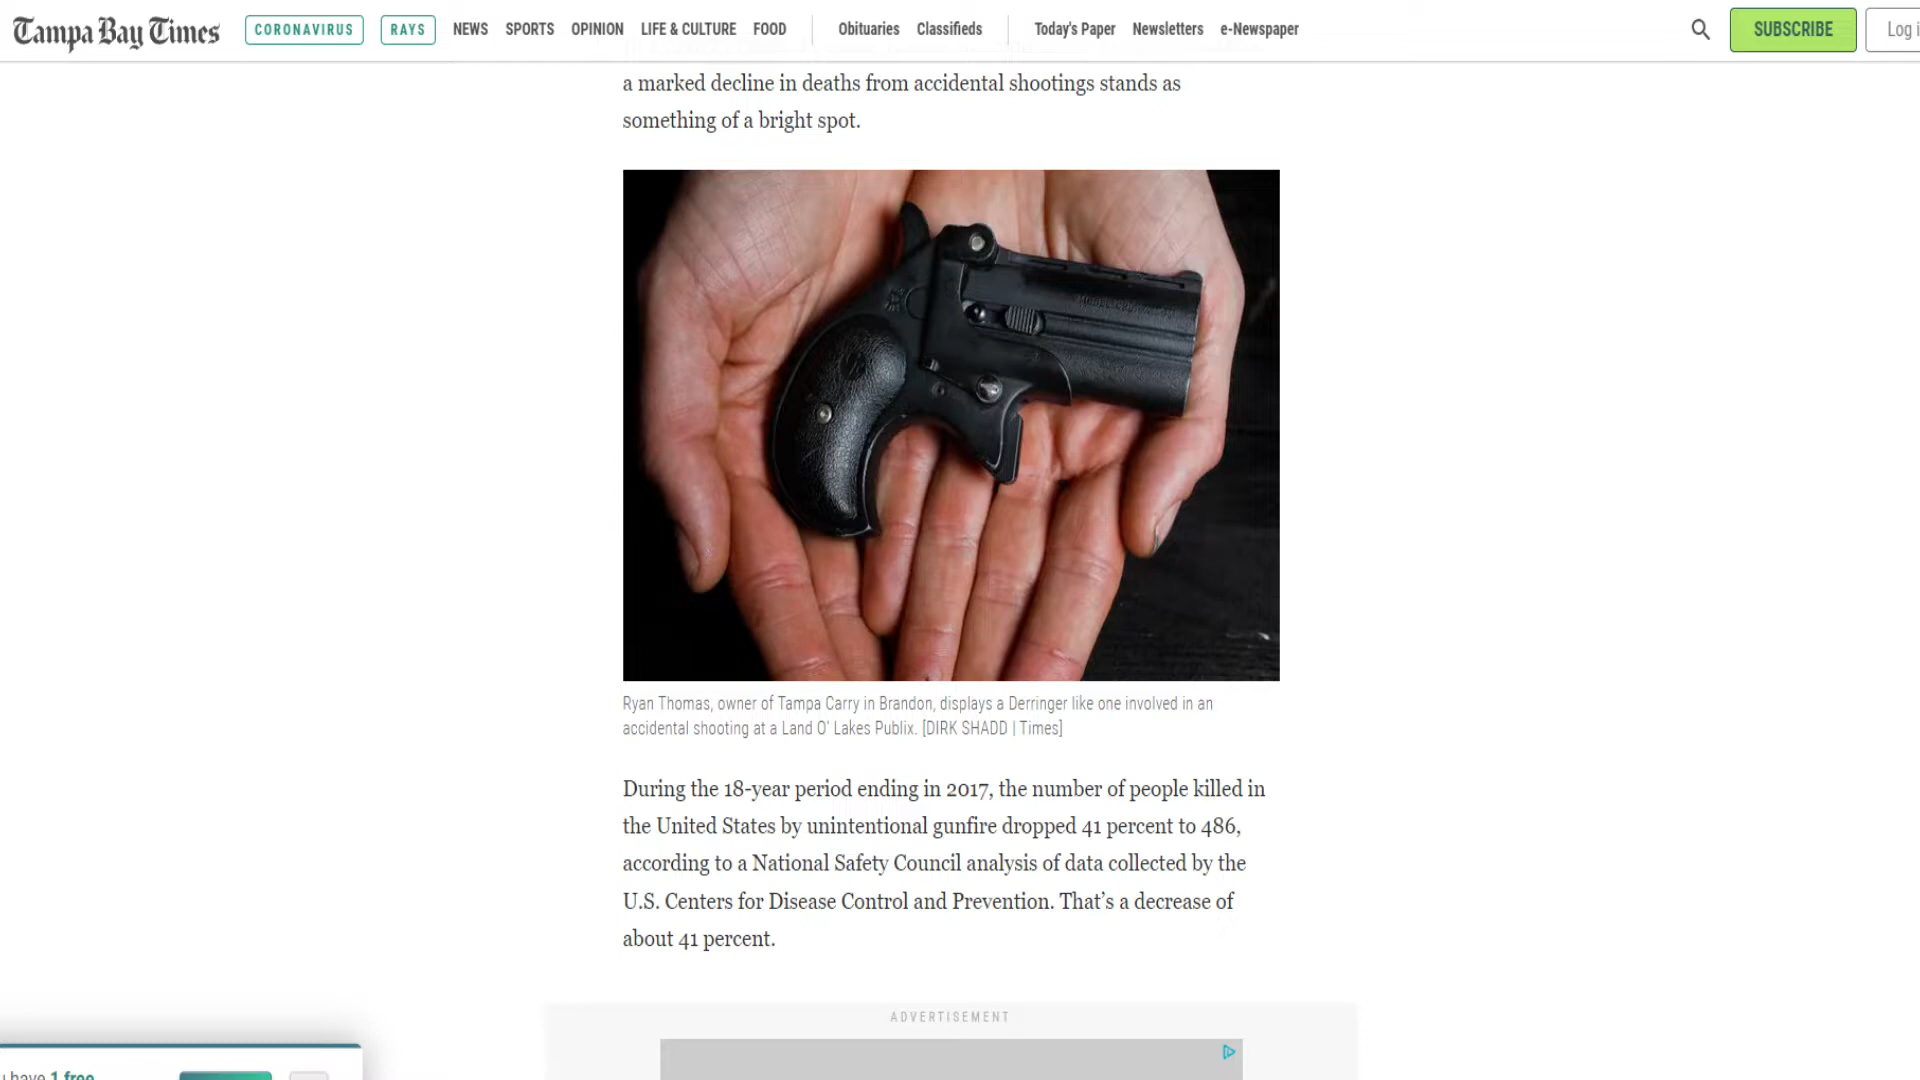 Tampa Bay Times CORONAVIRUS RAYS NEWS SPORTS OPINION LIFE & CULTURE FOOD Obituaries Classifieds Today's Paper Newsletters e-Newspaper SUBSCRIBE Log i
a marked decline in deaths from accidental shootings stands as
something of a bright spot.
Ryan Thomas, owner of Tampa Carry in Brandon, displays a Derringer like one involved in an
accidental shooting at a Land O' Lakes Publix. [DIRK SHADD | Times]
During the 18-year period ending in 2017, the number of people killed in
the United States by unintentional gunfire dropped 41 percent to 486,
according to a National Safety Council analysis of data collected by the
U.S. Centers for Disease Control and Prevention. That’s a decrease of
about 41 percent.
ADVERTISEMENT
u have 1 free